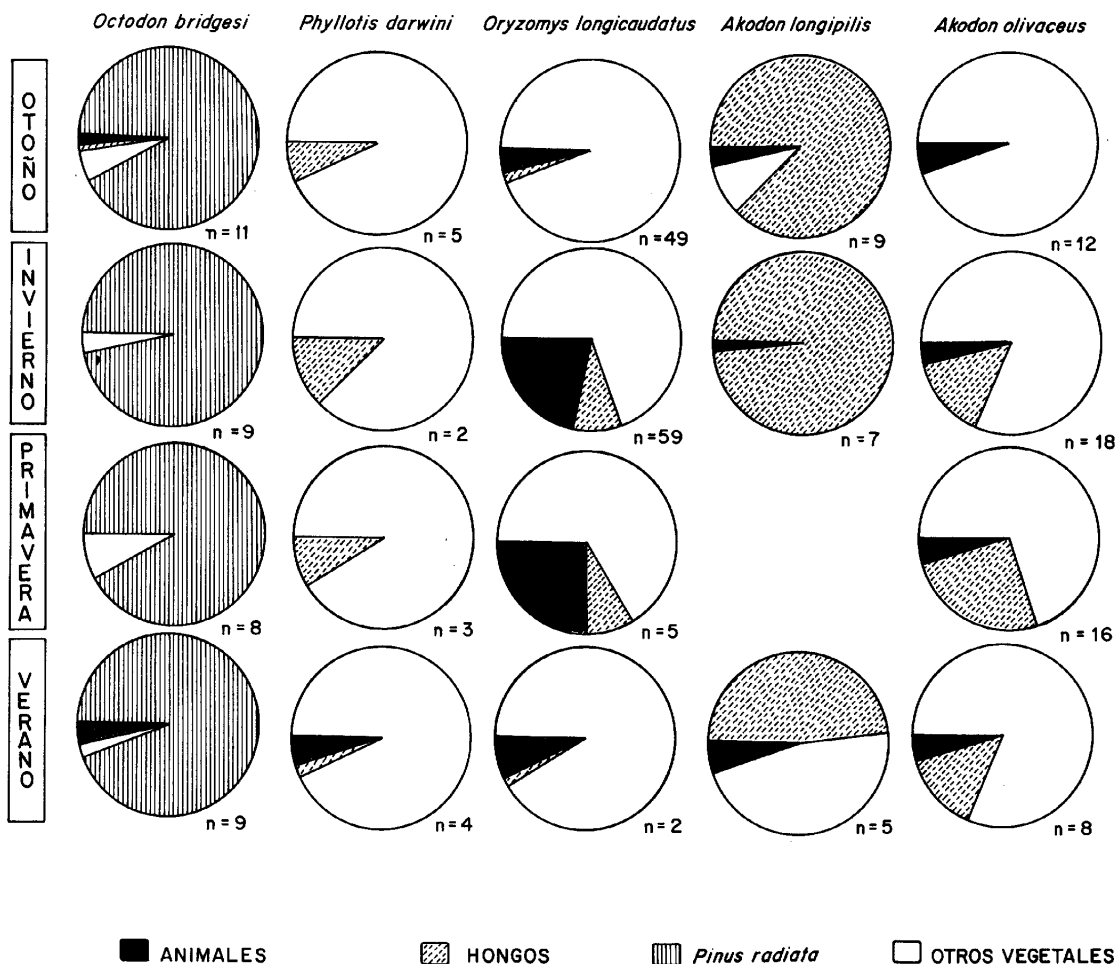 Octodon bridgesi Phyllotis darwini Oryzomys longicaudatus Akodon longipilis Akodon olivaceus
OTOÑO
n=11 n=5 n=49 n=9 n=12
INVIERNO
n=9 n=2 n=59 n=7 n=18
PRIMAVERA
n=8 n=3 n=5 n=16
VERANO
n=9 n=4 n=2 n=5 n=8
ANIMALES HONGOS Pinus radiata OTROS VEGETALES